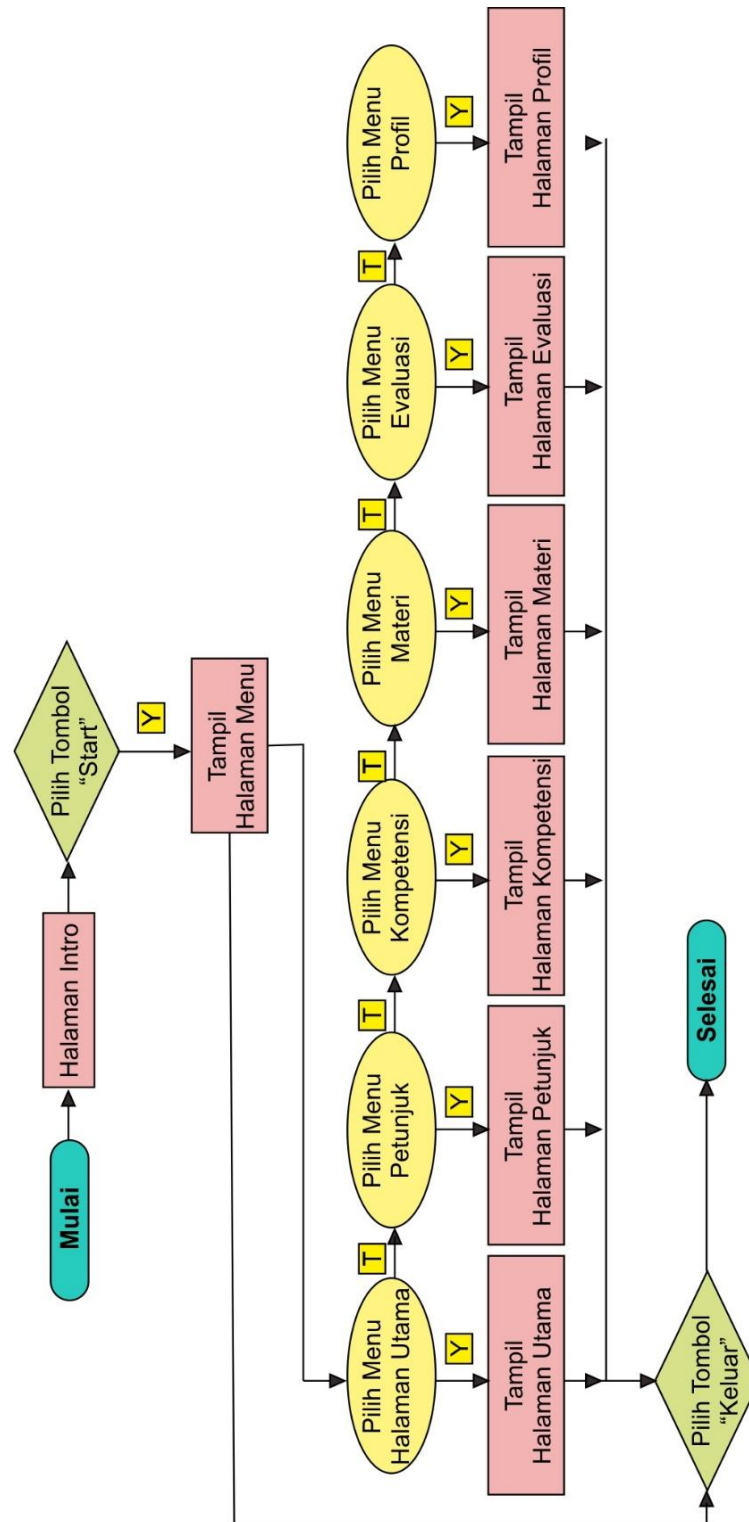 Mulai
Halaman Intro
Pilih Tombol
“Start”
Y
Tampil
Halaman Menu
Pilih Menu
Halaman Utama
T
Pilih Menu
Petunjuk
T
Pilih Menu
Kompetensi
T
Pilih Menu
Materi
T
Pilih Menu
Evaluasi
T
Pilih Menu
Profil
Y
Y
Y
Y
Y
Y
Tampil
Halaman Utama
Tampil
Halaman Petunjuk
Tampil
Halaman Kompetensi
Tampil
Halaman Materi
Tampil
Halaman Evaluasi
Tampil
Halaman Profil
Pilih Tombol
“Keluar”
Selesai